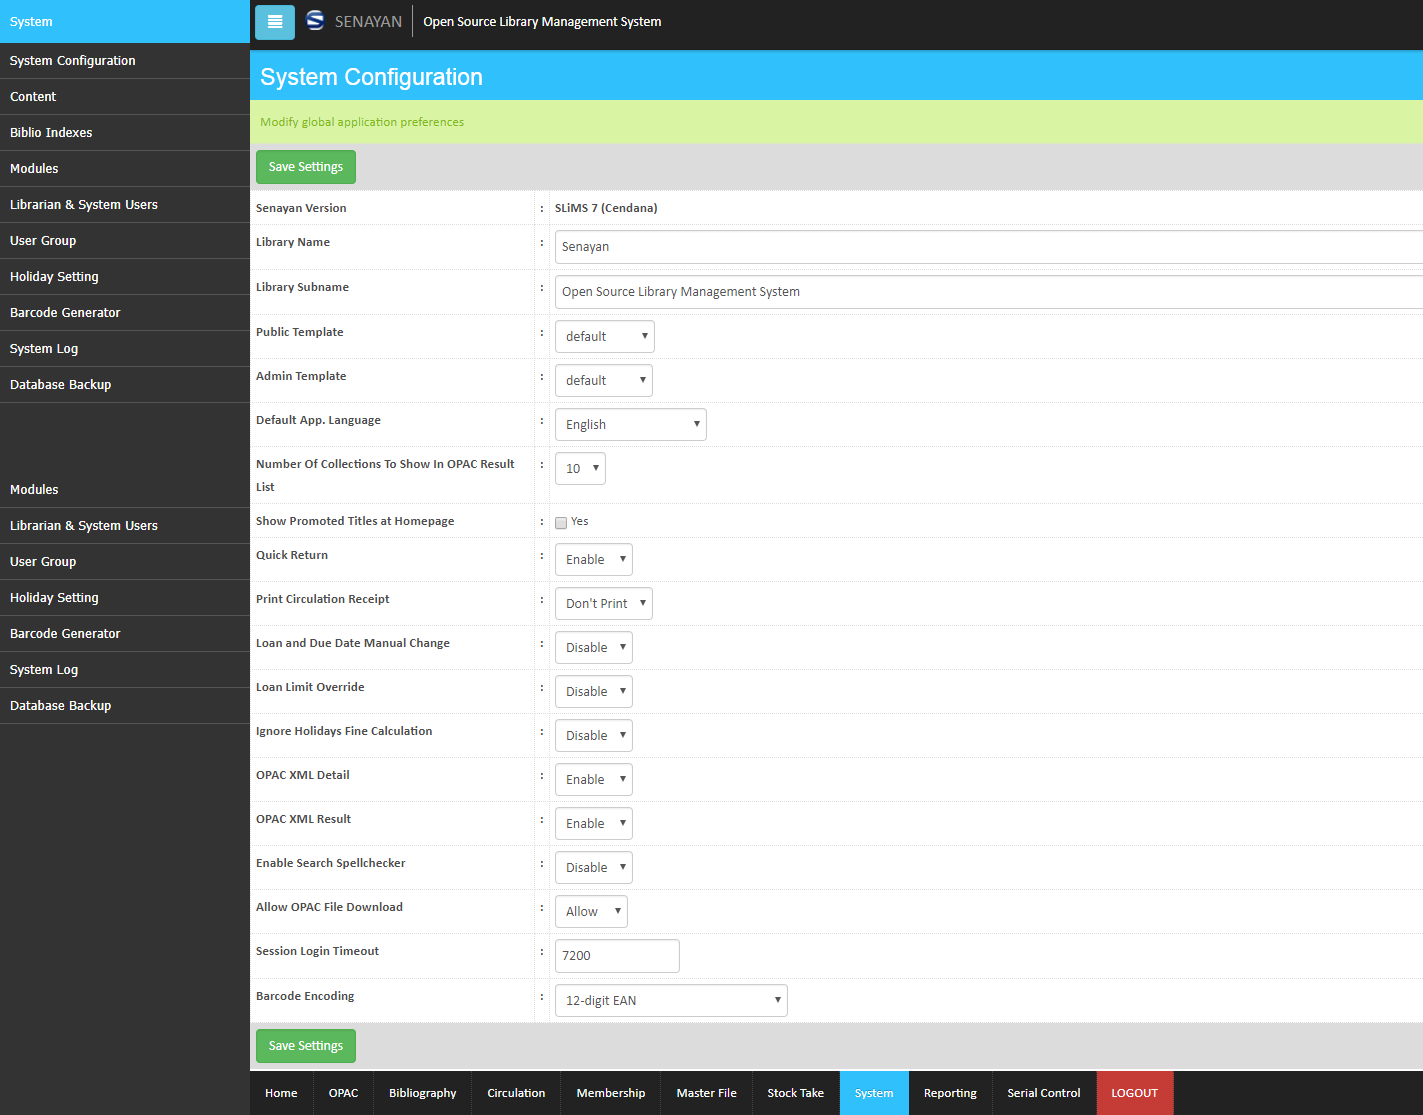 System
System Configuration
Content
Biblio Indexes
Modules
Librarian & System Users
User Group
Holiday Setting
Barcode Generator
System Log
Database Backup
Modules
Librarian & System Users
User Group
Holiday Setting
Barcode Generator
System Log
Database Backup
SENAYAN Open Source Library Management System
System Configuration
Modify global application preferences
Save Settings
Senayan Version : SLiMS 7 (Cendana)
Library Name : Senayan
Library Subname : Open Source Library Management System
Public Template : default
Admin Template : default
Default App. Language : English
Number Of Collections To Show In OPAC Result : 10
List
Show Promoted Titles at Homepage : Yes
Quick Return : Enable
Print Circulation Receipt : Don't Print
Loan and Due Date Manual Change : Disable
Loan Limit Override : Disable
Ignore Holidays Fine Calculation : Disable
OPAC XML Detail : Enable
OPAC XML Result : Enable
Enable Search Spellchecker : Disable
Allow OPAC File Download : Allow
Session Login Timeout : 7200
Barcode Encoding : 12-digit EAN
Save Settings
Home OPAC Bibliography Circulation Membership Master File Stock Take System Reporting Serial Control LOGOUT